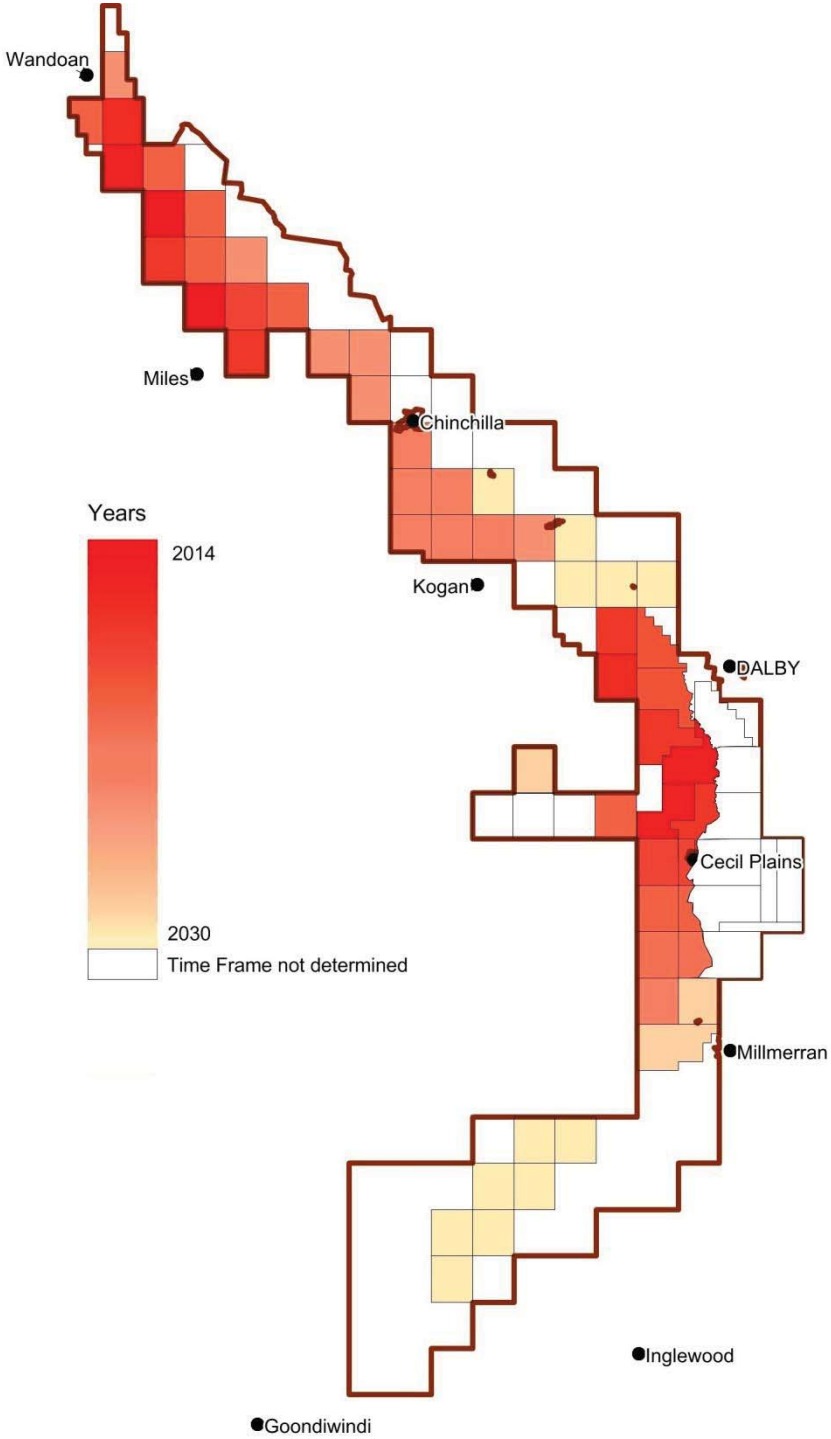 Wandoan
Miles
Chinchilla
Years
2014
Kogan
DALBY
Cecil Plains
2030
Time Frame not determined
Millmerran
Inglewood
Goondiwindi